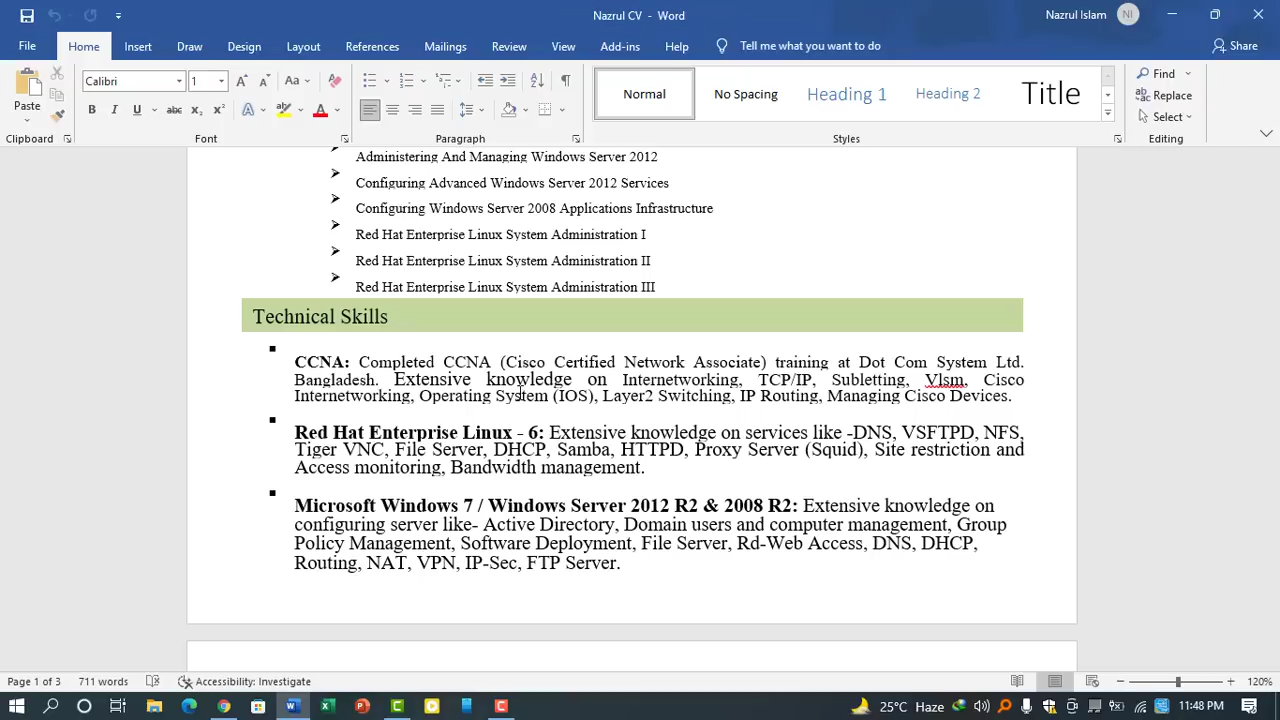 Nazrul CV - Word
Nazrul Islam NI
File Home Insert Draw Design Layout References Mailings Review View Add-ins Help Tell me what you want to do Share
Paste Calibri 1 Normal No Spacing Heading 1 Heading 2 Title Find Replace Select
Clipboard Font Paragraph Styles Editing
Administering And Managing Windows Server 2012
Configuring Advanced Windows Server 2012 Services
Configuring Windows Server 2008 Applications Infrastructure
Red Hat Enterprise Linux System Administration I
Red Hat Enterprise Linux System Administration II
Red Hat Enterprise Linux System Administration III
Technical Skills
CCNA: Completed CCNA (Cisco Certified Network Associate) training at Dot Com System Ltd.
Bangladesh. Extensive knowledge on Internetworking, TCP/IP, Subletting, Vlsm, Cisco
Internetworking, Operating System (IOS), Layer2 Switching, IP Routing, Managing Cisco Devices.
Red Hat Enterprise Linux - 6: Extensive knowledge on services like -DNS, VSFTPD, NFS,
Tiger VNC, File Server, DHCP, Samba, HTTPD, Proxy Server (Squid), Site restriction and
Access monitoring, Bandwidth management.
Microsoft Windows 7 / Windows Server 2012 R2 & 2008 R2: Extensive knowledge on
configuring server like- Active Directory, Domain users and computer management, Group
Policy Management, Software Deployment, File Server, Rd-Web Access, DNS, DHCP,
Routing, NAT, VPN, IP-Sec, FTP Server.
Page 1 of 3 711 words Accessibility: Investigate 120%
25°C Haze 11:48 PM